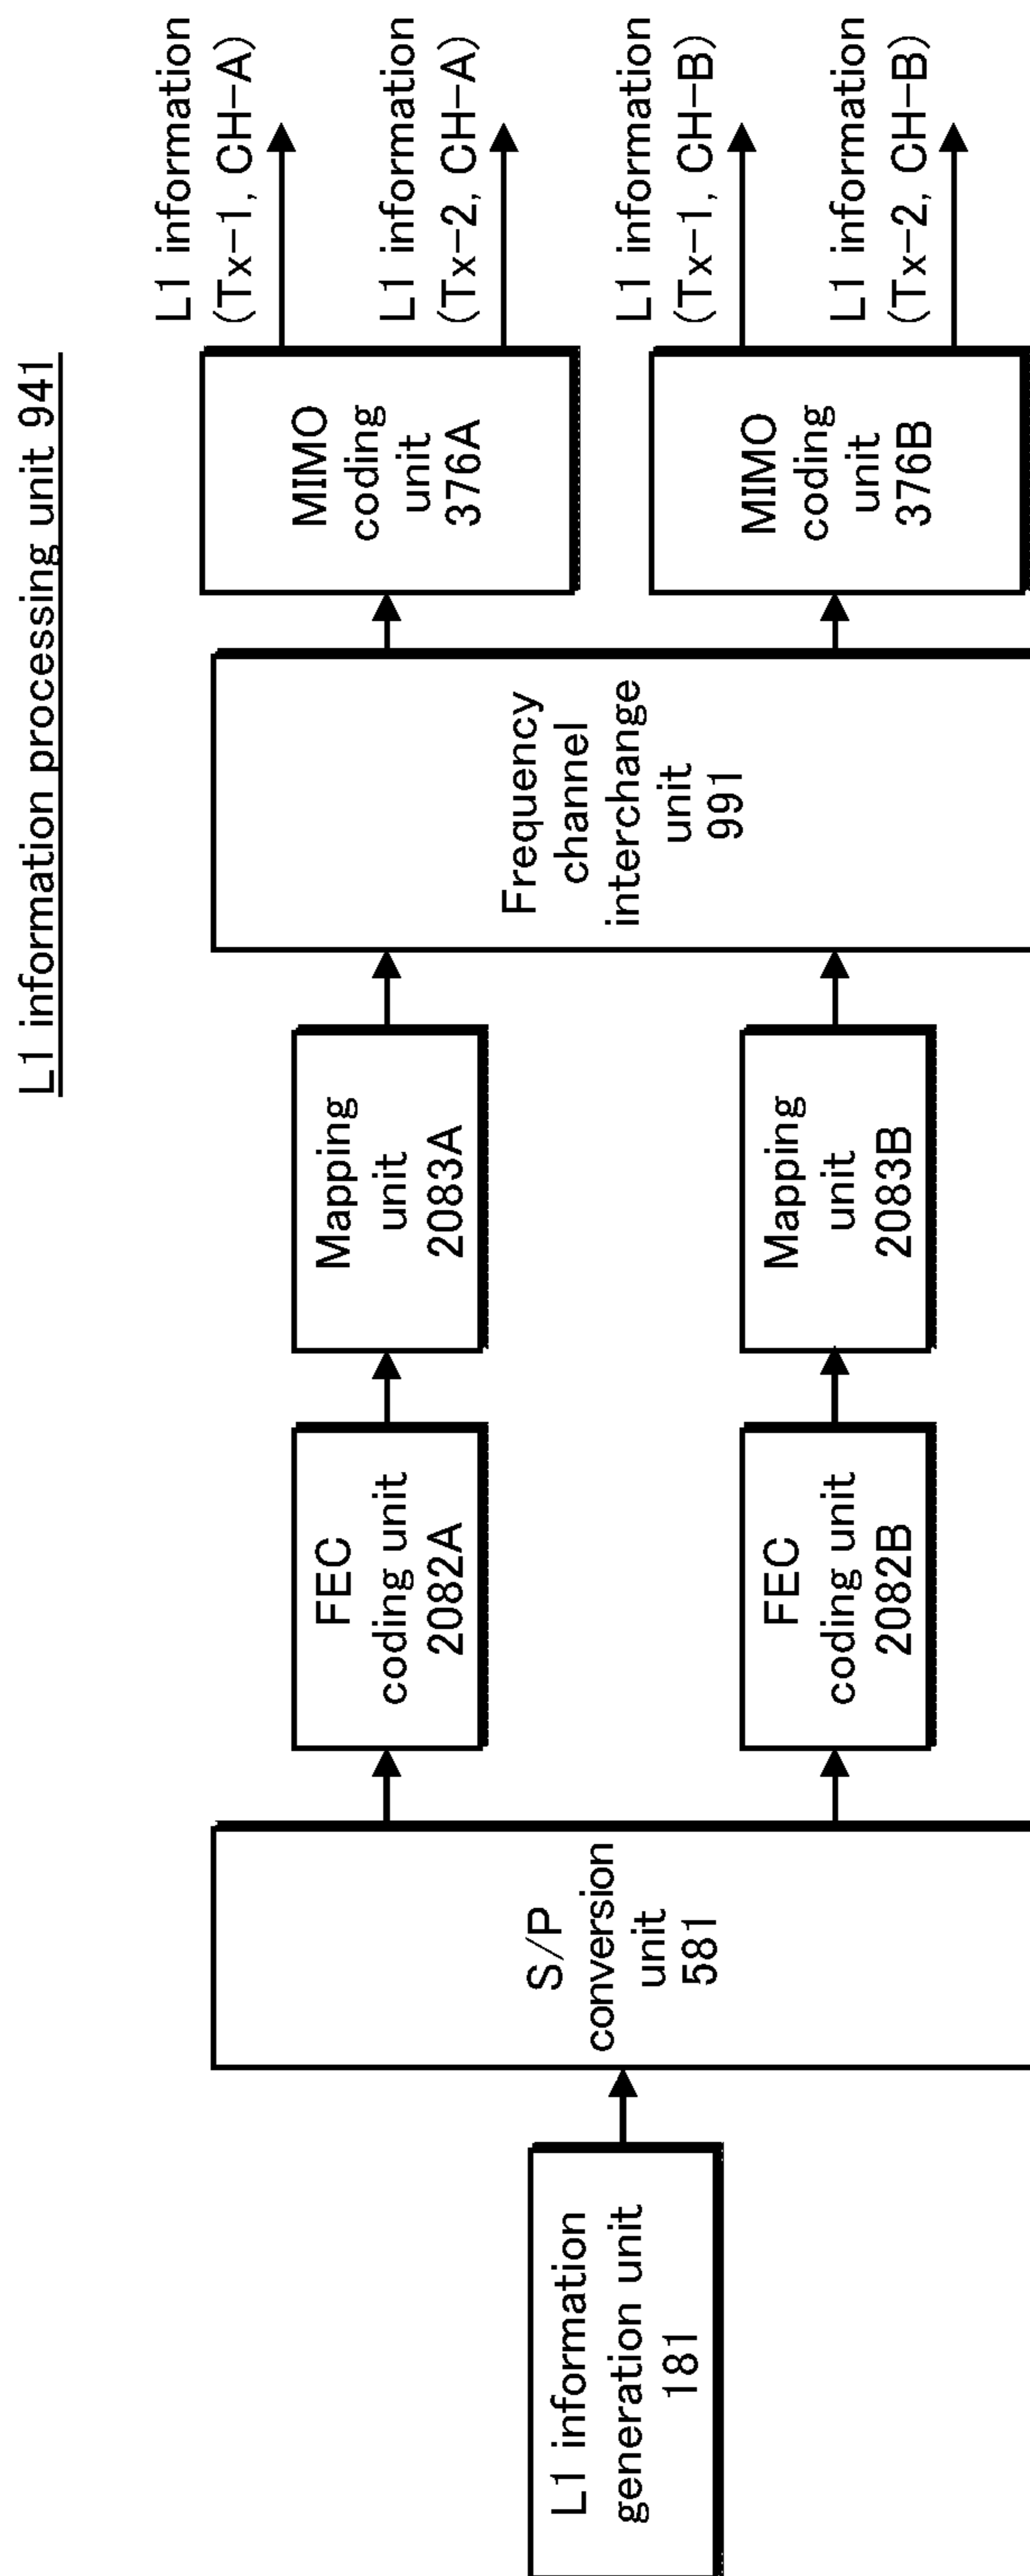 L1 information processing unit 941
L1 information
generation unit
181
S/P
conversion
unit
581
FEC
coding unit
2082A
Mapping
unit
2083A
FEC
coding unit
2082B
Mapping
unit
2083B
Frequency
channel
interchange
unit
991
MIMO
coding
unit
376A
MIMO
coding
unit
376B
L1 information
(Tx-1, CH-A)
L1 information
(Tx-2, CH-A)
L1 information
(Tx-1, CH-B)
L1 information
(Tx-2, CH-B)